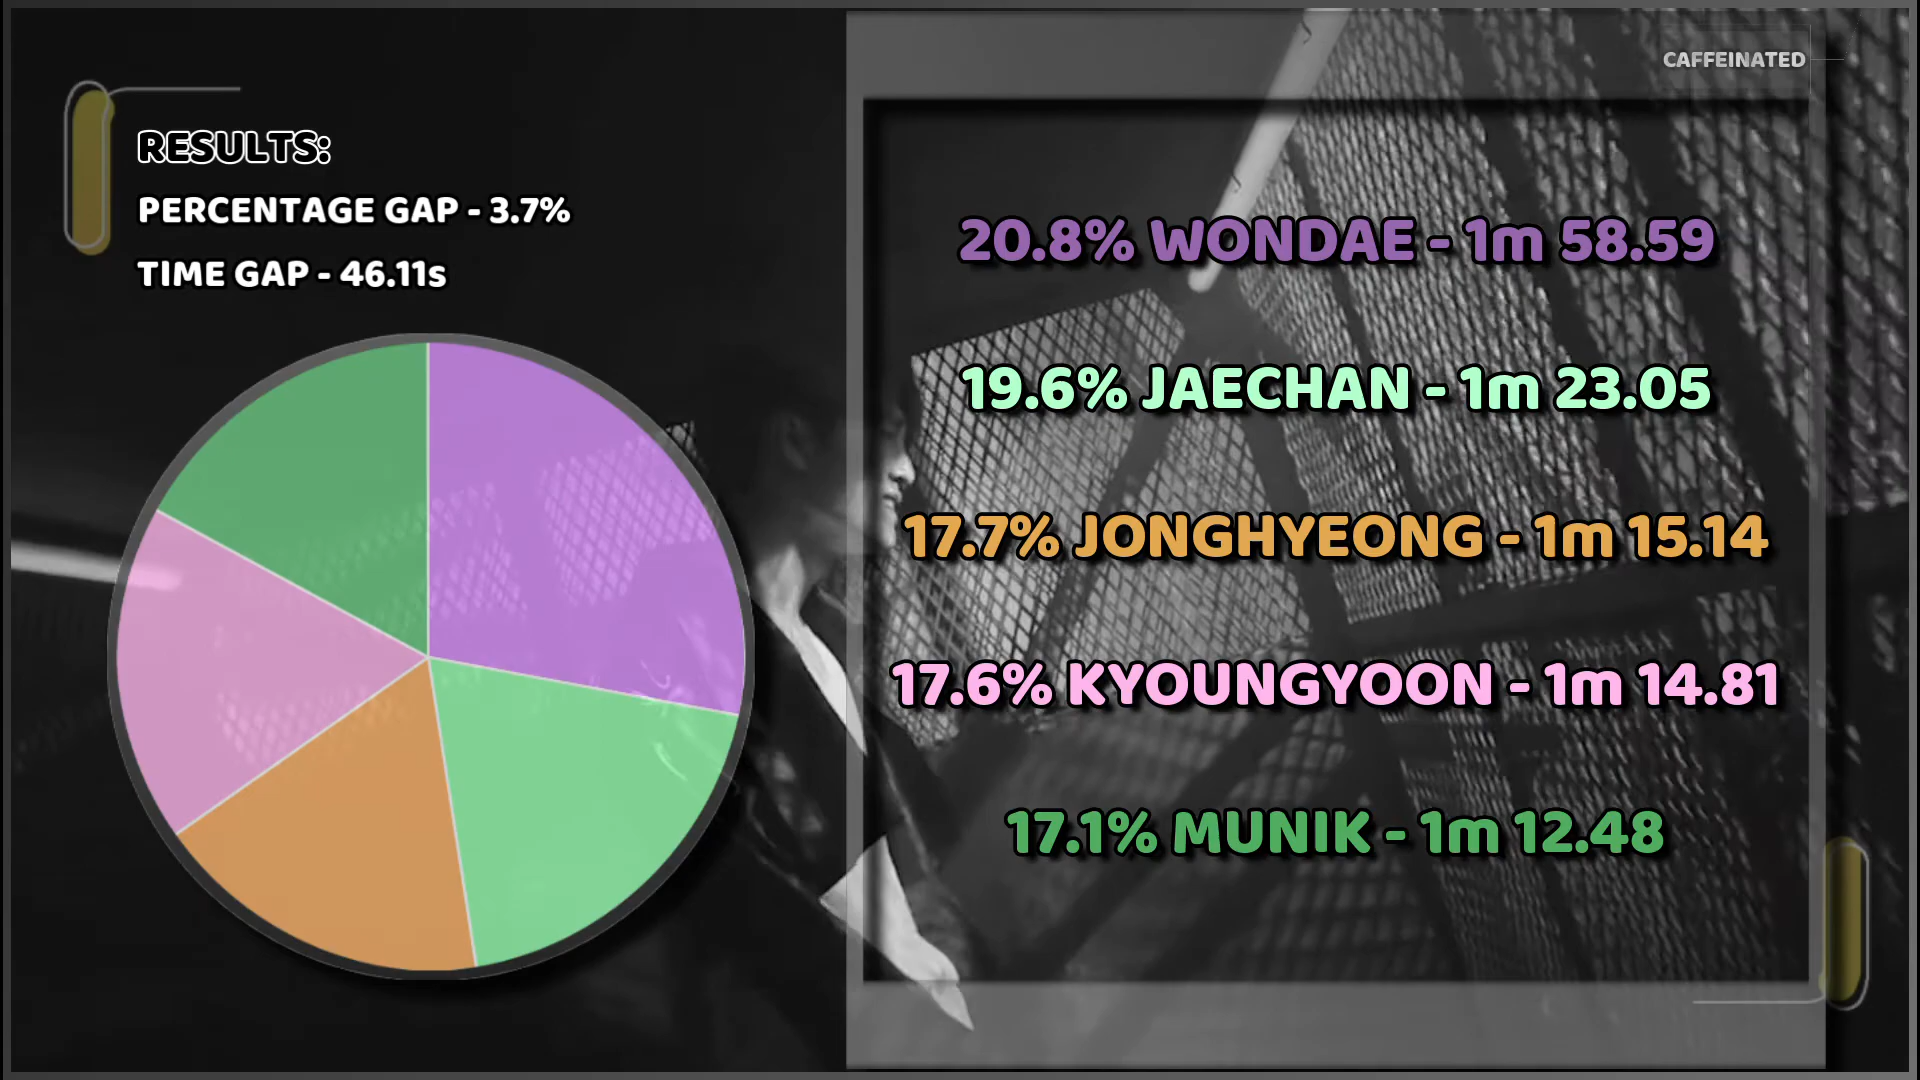 CAFFEINATED
RESULTS:
PERCENTAGE GAP - 3.7%
TIME GAP - 46.11s
20.8% WONDAE - 1m 58.59
19.6% JAECHAN - 1m 23.05
17.7% JONGHYEONG - 1m 15.14
17.6% KYOUNGYOON - 1m 14.81
17.1% MUNIK - 1m 12.48